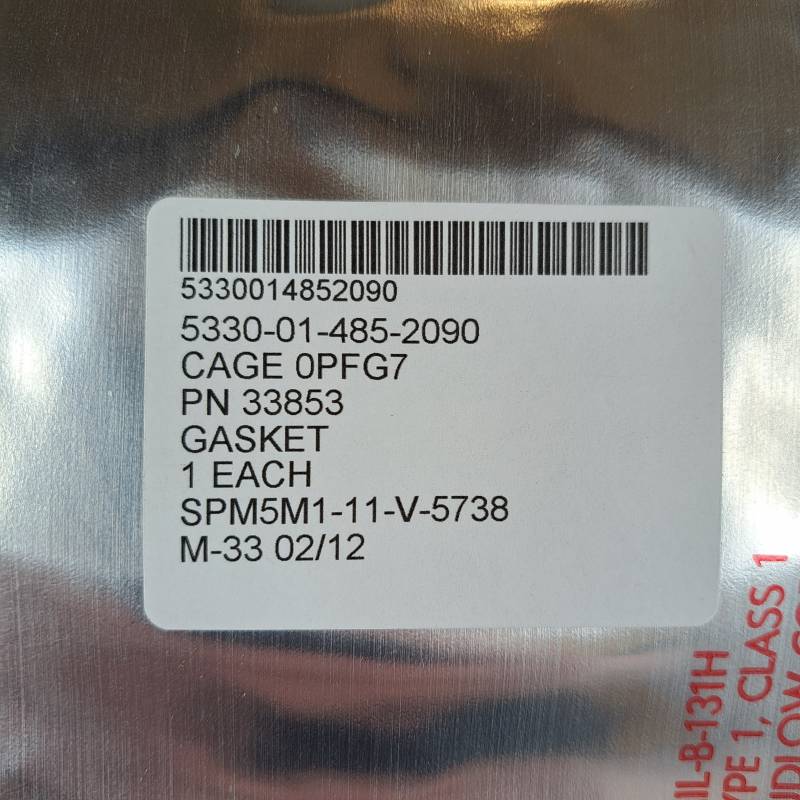 5330014852090
5330-01-485-2090
CAGE 0PFG7
PN 33853
GASKET
1 EACH
SPM5M1-11-V-5738
M-33 02/12
IL-B-131H
YPE 1, CLASS 1